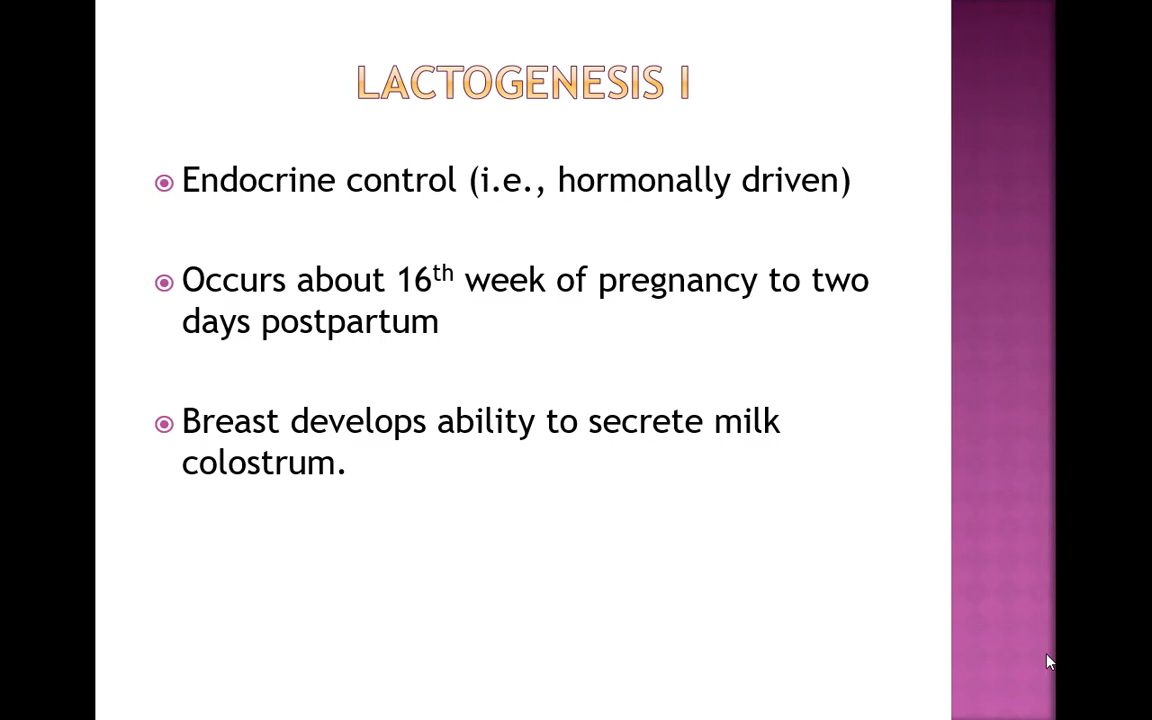 LACTOGENESIS I
Endocrine control (i.e., hormonally driven)
Occurs about 16th week of pregnancy to two
days postpartum
Breast develops ability to secrete milk
colostrum.